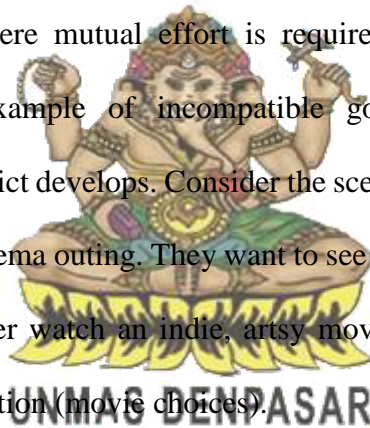 ere mutual effort is require
xample of incompatible go
ict develops. Consider the sce
ema outing. They want to see
er watch an indie, artsy mov
tion (movie choices).
UNMAS DENPASAR